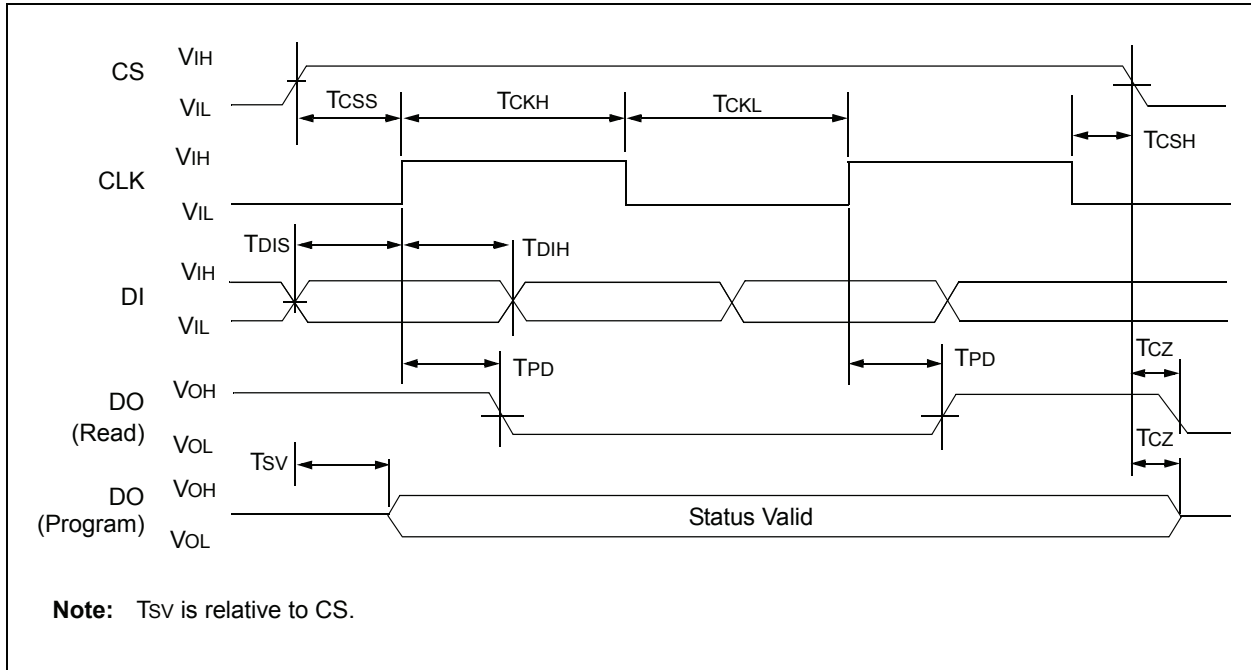 CS
VIH
VIL
TCSS
TCKH
TCKL
TCSH
CLK
VIH
VIL
TDIS
TDIH
DI
VIH
VIL
TPD
TPD
TCZ
DO
(Read)
VOH
VOL
TCZ
TSV
DO
(Program)
VOH
VOL
Status Valid
Note: TSV is relative to CS.